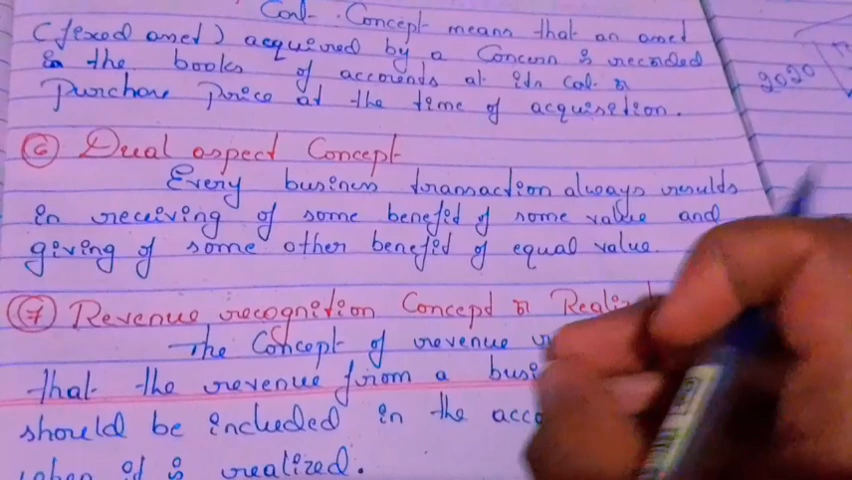 Cost Concept means that an asset
(fixed asset) acquired by a Concern is recorded
in the books of accounts at its Cost or
Purchase Price at the time of acquisition.
2020
6 Dual aspect Concept
Every business transaction always results
in receiving of some benefit of some value and
giving of some other benefit of equal value.
7 Revenue recognition Concept or
The Concept of revenue
that the revenue from a
should be included in the
when it is realized.